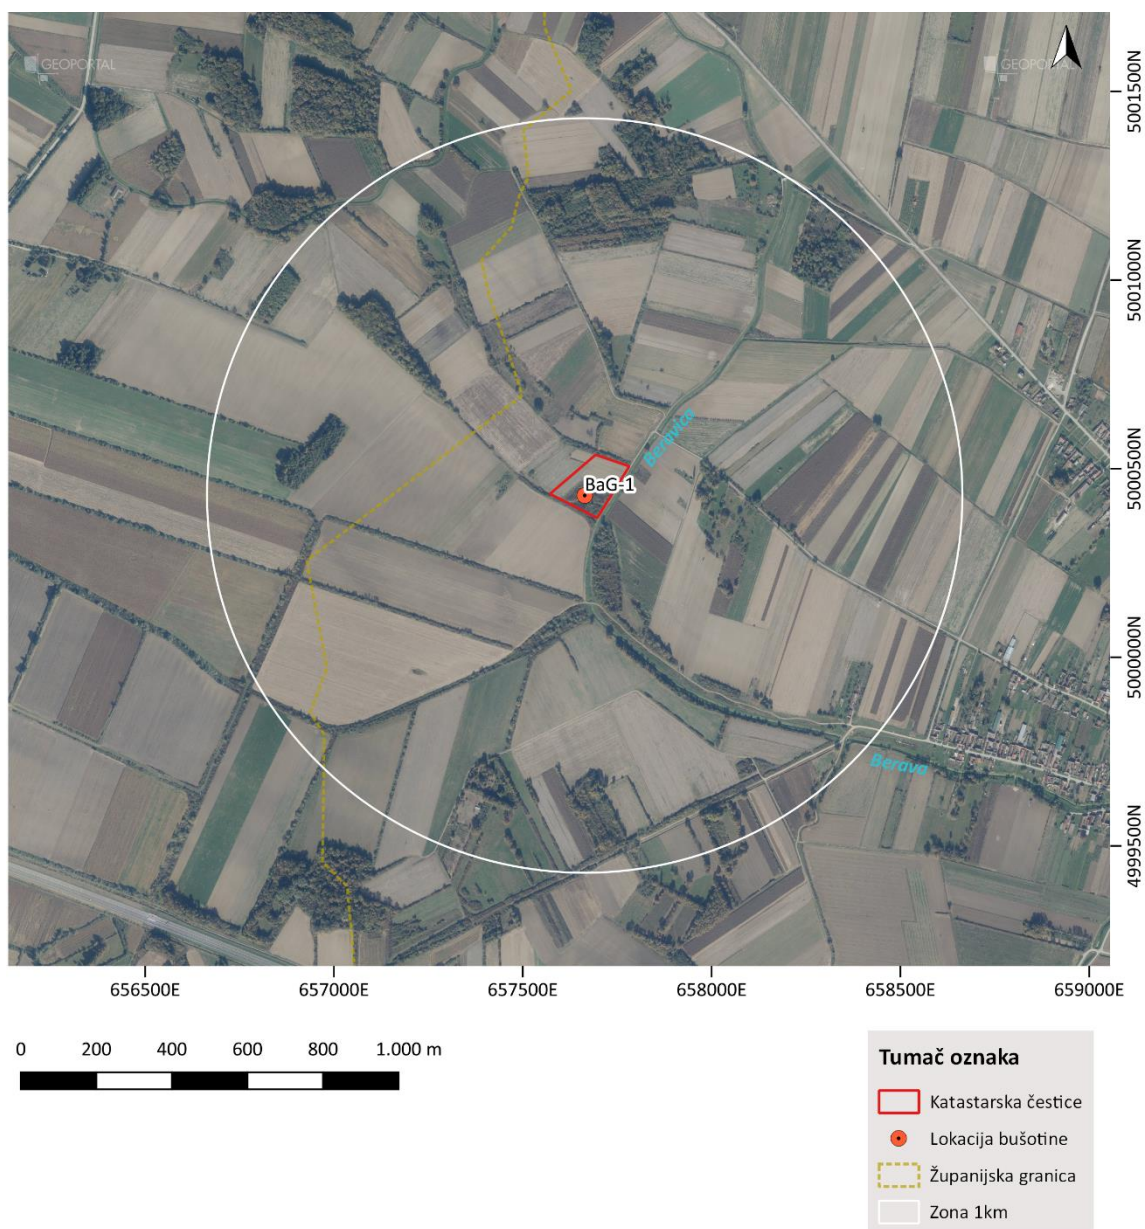 GEOPORTAL
GEOPORTAL
5001500N
5001000N
Beravica
5000500N
BaG-1
5000000N
Berava
4999500N
656500E 657000E 657500E 658000E 658500E 659000E
0 200 400 600 800 1.000 m
Tumač oznaka
Katastarska čestice
Lokacija bušotine
Županijska granica
Zona 1km